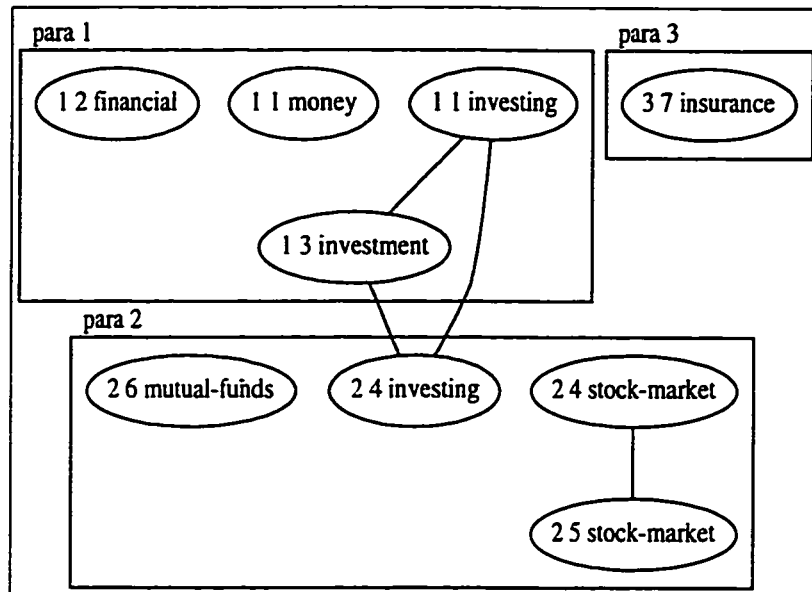 para 1
1 2 financial
1 1 money
1 1 investing
1 3 investment
para 3
3 7 insurance
para 2
2 6 mutual-funds
2 4 investing
2 4 stock-market
2 5 stock-market